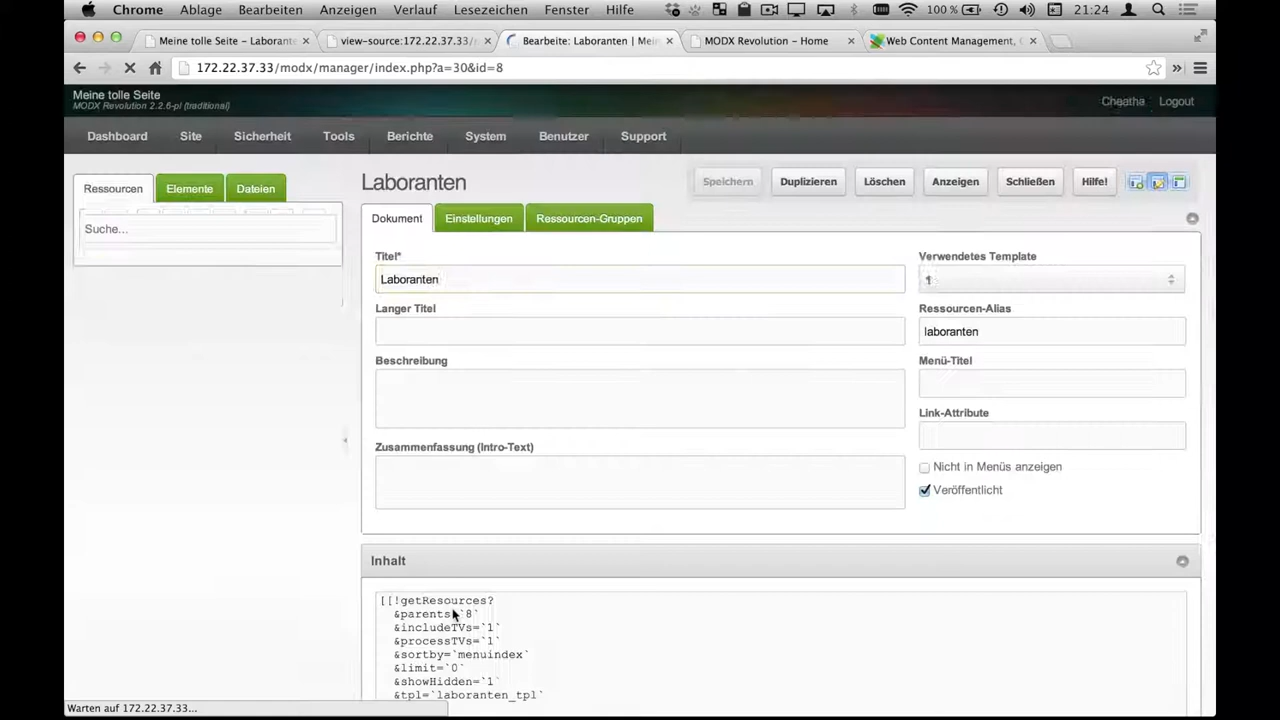 Chrome Ablage Bearbeiten Anzeigen Verlauf Lesezeichen Fenster Hilfe 100 % 21:24
Meine tolle Seite – Laborante view-source:172.22.37.33/ Bearbeite: Laboranten | Mei MODX Revolution – Home Web Content Management, C
172.22.37.33/modx/manager/index.php?a=30&id=8
Meine tolle Seite
MODX Revolution 2.2.6-pl (traditional)
Cheatha Logout
Dashboard Site Sicherheit Tools Berichte System Benutzer Support
Ressourcen Elemente Dateien
Suche...
Laboranten
Speichern Duplizieren Löschen Anzeigen Schließen Hilfe!
Dokument Einstellungen Ressourcen-Gruppen
Titel*
Laboranten
Langer Titel
Beschreibung
Zusammenfassung (Intro-Text)
Verwendetes Template
1
Ressourcen-Alias
laboranten
Menü-Titel
Link-Attribute
Nicht in Menüs anzeigen
Veröffentlicht
Inhalt
[[!getResources?
&parents=`8`
&includeTVs=`1`
&processTVs=`1`
&sortby=`menuindex`
&limit=`0`
&showHidden=`1`
&tpl=`laboranten_tpl`
Warten auf 172.22.37.33...